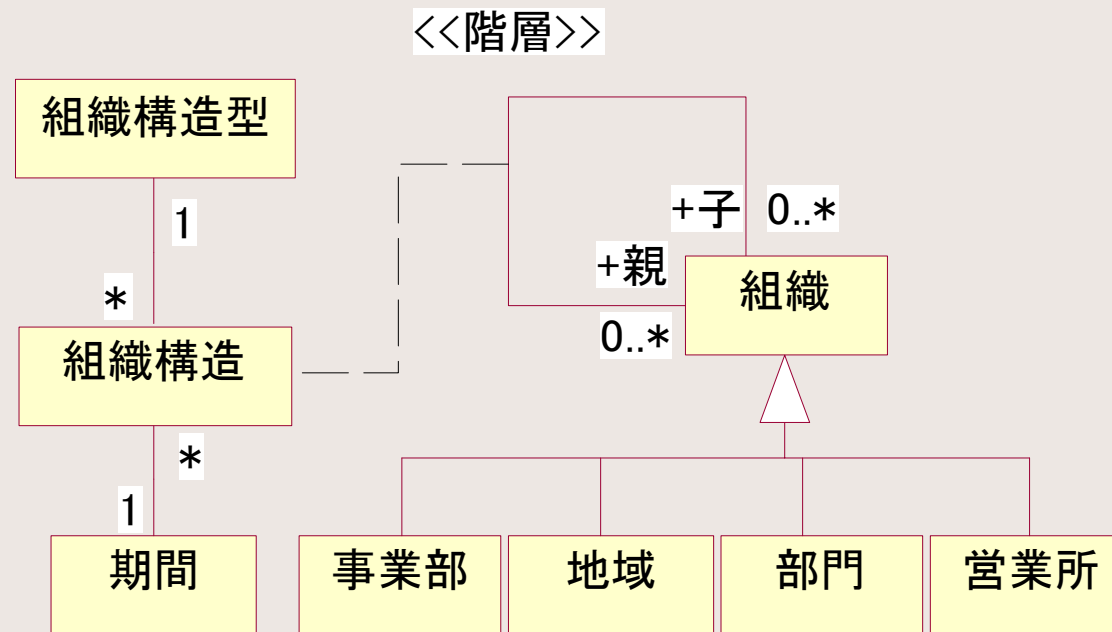 <<階層>>
組織構造型
1
*
組織構造
*
1
期間
+子
0..*
+親
0..*
組織
事業部
地域
部門
営業所